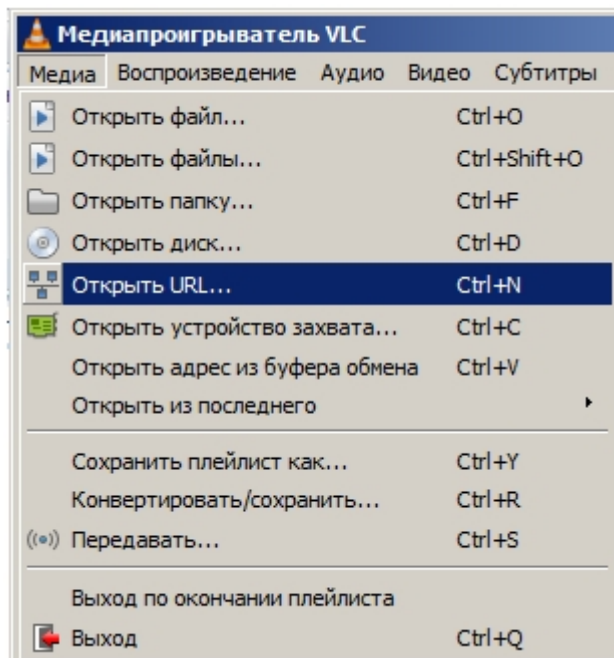 Медиапроигрыватель VLC
Медиа Воспроизведение Аудио Видео Субтитры
Открыть файл... Ctrl+O
Открыть файлы... Ctrl+Shift+O
Открыть папку... Ctrl+F
Открыть диск... Ctrl+D
Открыть URL... Ctrl+N
Открыть устройство захвата... Ctrl+C
Открыть адрес из буфера обмена Ctrl+V
Открыть из последнего
Сохранить плейлист как... Ctrl+Y
Конвертировать/сохранить... Ctrl+R
Передавать... Ctrl+S
Выход по окончании плейлиста
Выход Ctrl+Q